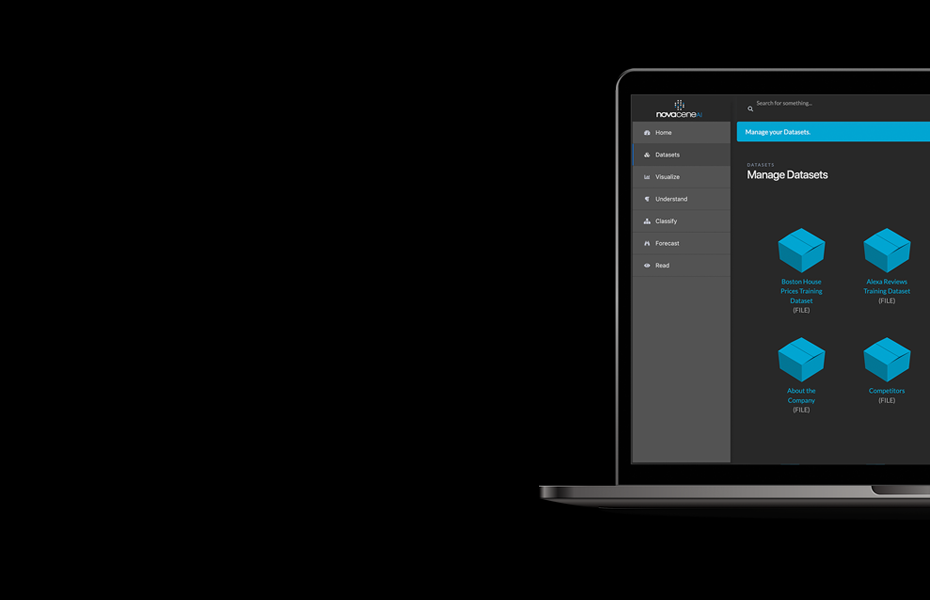 novaceneAI
Search for something...
Home
Manage your Datasets.
Datasets
Visualize
Understand
Classify
Forecast
Read
DATASETS
Manage Datasets
Boston House
Prices Training
Dataset
(FILE)
Alexa Reviews
Training Dataset
(FILE)
About the
Company
(FILE)
Competitors
(FILE)